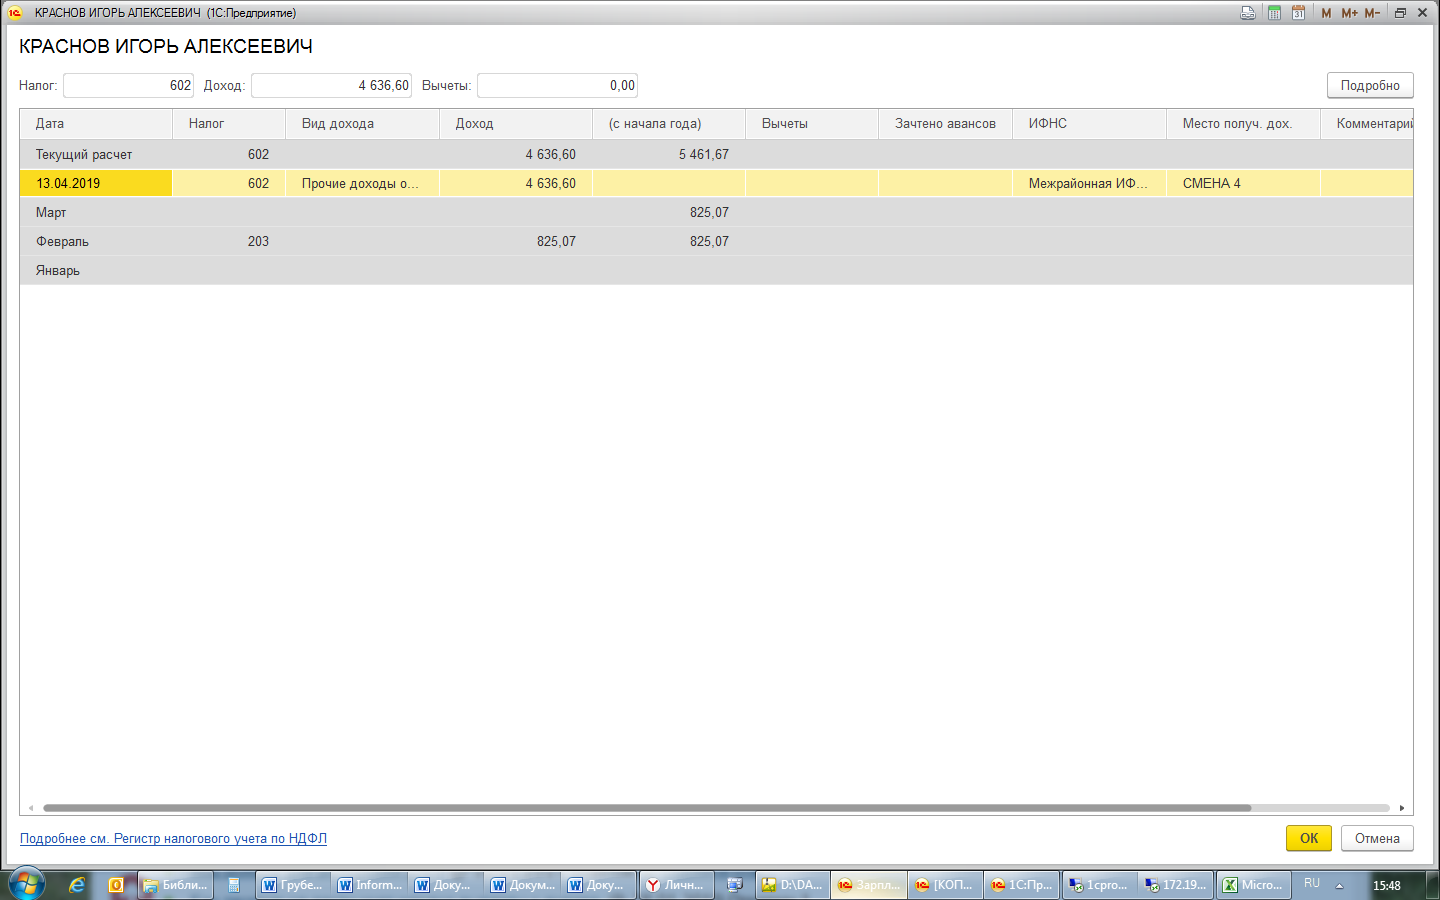 КРАСНОВ ИГОРЬ АЛЕКСЕЕВИЧ (1С:Предприятие) 31 M M+ M-
КРАСНОВ ИГОРЬ АЛЕКСЕЕВИЧ
Налог: 602 Доход: 4 636,60 Вычеты: 0,00 Подробно
Дата Налог Вид дохода Доход (с начала года) Вычеты Зачтено авансов ИФНС Место получ. дох. Комментарий
Текущий расчет 602 4 636,60 5 461,67
13.04.2019 602 Прочие доходы о... 4 636,60 Межрайонная ИФ... СМЕНА 4
Март 825,07
Февраль 203 825,07 825,07
Январь
Подробнее см. Регистр налогового учета по НДФЛ ОК Отмена
Библи... Грубе... Inform... Доку... Докум... Доку... Личн... D:\DA... Зарпл... [КОП... 1С:Пр... 1cpro... 172.19... Micro... RU 15:48